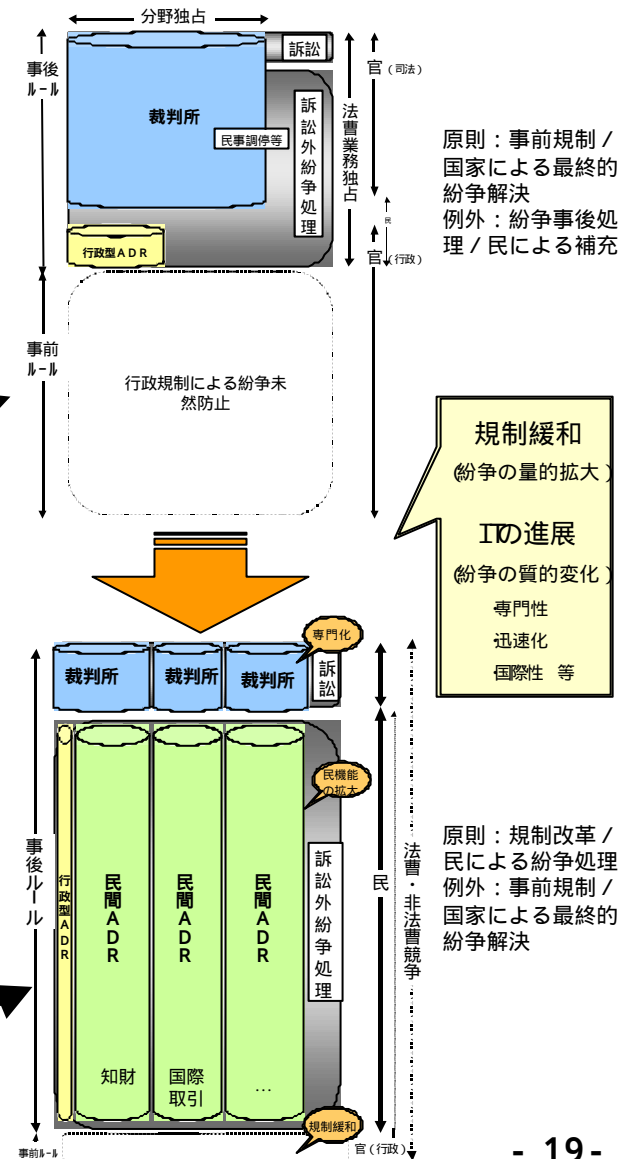 分野独占
訴訟
事後
ルール
官(司法)
裁判所
民事調停等
訴訟外紛争処理
法曹業務独占
原則:事前規制/
国家による最終的
紛争解決
例外:紛争事後処
理/民による補充
民
行政型ADR
官(行政)
事前
ルール
行政規制による紛争未
然防止
規制緩和
(紛争の量的拡大)
ITの進展
(紛争の質的変化)
専門性
迅速化
国際性 等
専門化
裁判所
裁判所
裁判所
訴訟
民機能
の拡大
事後ルール
行政型ADR
民間ADR
民間ADR
民間ADR
訴訟外紛争処理
民
法曹・非法曹競争
原則:規制改革/
民による紛争処理
例外:事前規制/
国家による最終的
紛争解決
知財
国際
取引
…
規制緩和
事前ルール
官(行政)
- 19-